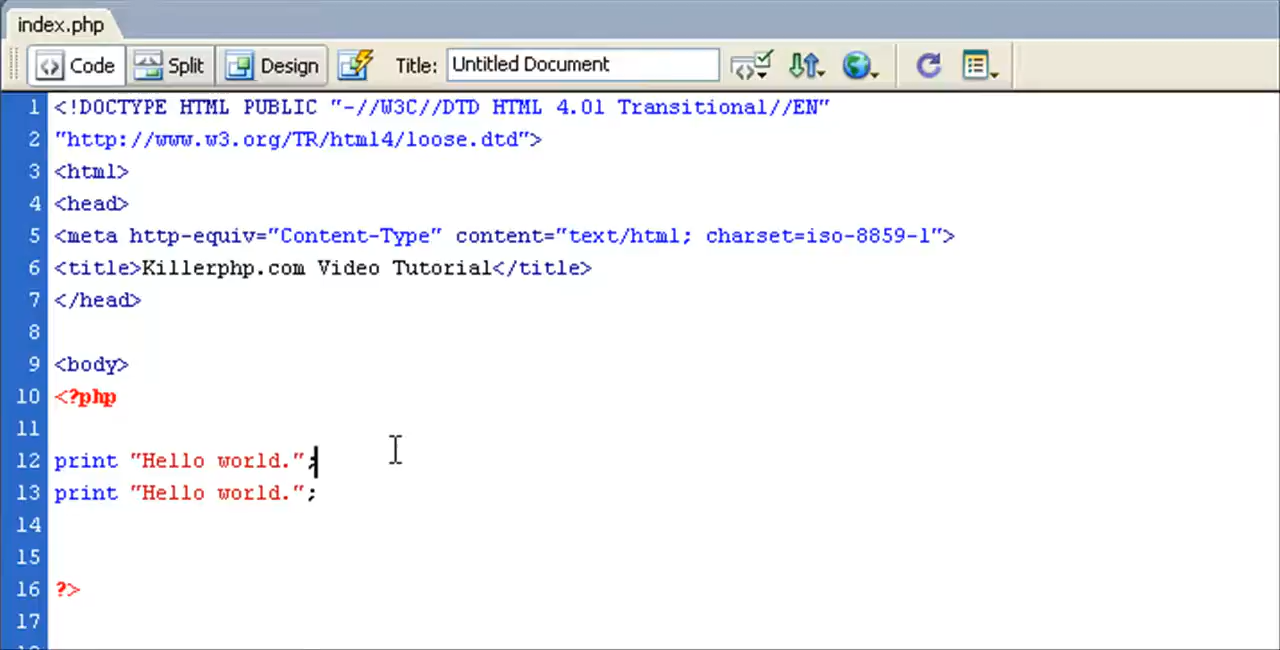 index.php
Code Split Design Title: Untitled Document
1 <!DOCTYPE HTML PUBLIC "-//W3C//DTD HTML 4.01 Transitional//EN"
2 "http://www.w3.org/TR/html4/loose.dtd">
3 <html>
4 <head>
5 <meta http-equiv="Content-Type" content="text/html; charset=iso-8859-1">
6 <title>Killerphp.com Video Tutorial</title>
7 </head>
8
9 <body>
10 <?php
11
12 print "Hello world.";
13 print "Hello world.";
14
15
16 ?>
17